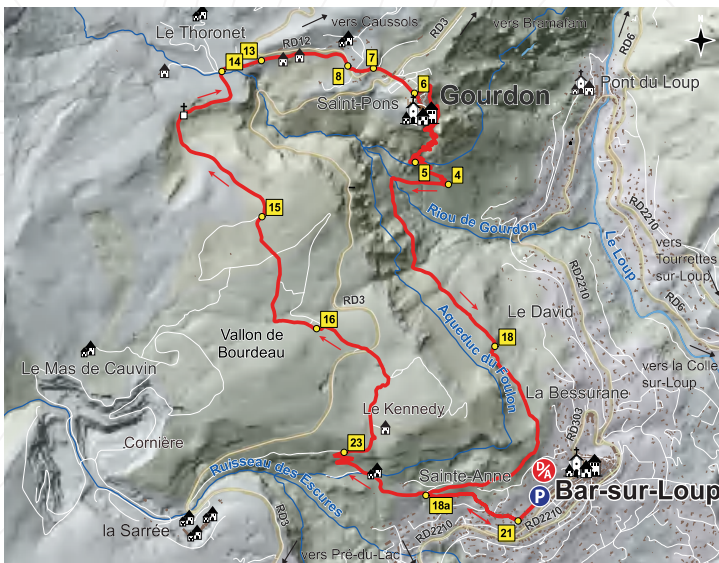 vers Caussols
vers Bramafam
Le Thoronet
RD12
RD3
RD6
N
13
14
8
7
6
Saint-Pons
Gourdon
Pont du Loup
5
4
15
Riou de Gourdon
RD2210
Le Loup
RD2210
vers
Tourrettes
sur-Loup
RD6
RD3
16
Vallon de
Bourdeau
Aqueduc du Foulon
18
Le David
Le Mas de Cauvin
vers la Colle
sur-Loup
La Bessurane
Le Kennedy
RD303
Cornière
23
Ruisseau des Escures
Sainte-Anne
D/A
P
Bar-sur-Loup
18a
la Sarrée
RD3
RD2210
21
RD2210
vers Pré-du-Lac